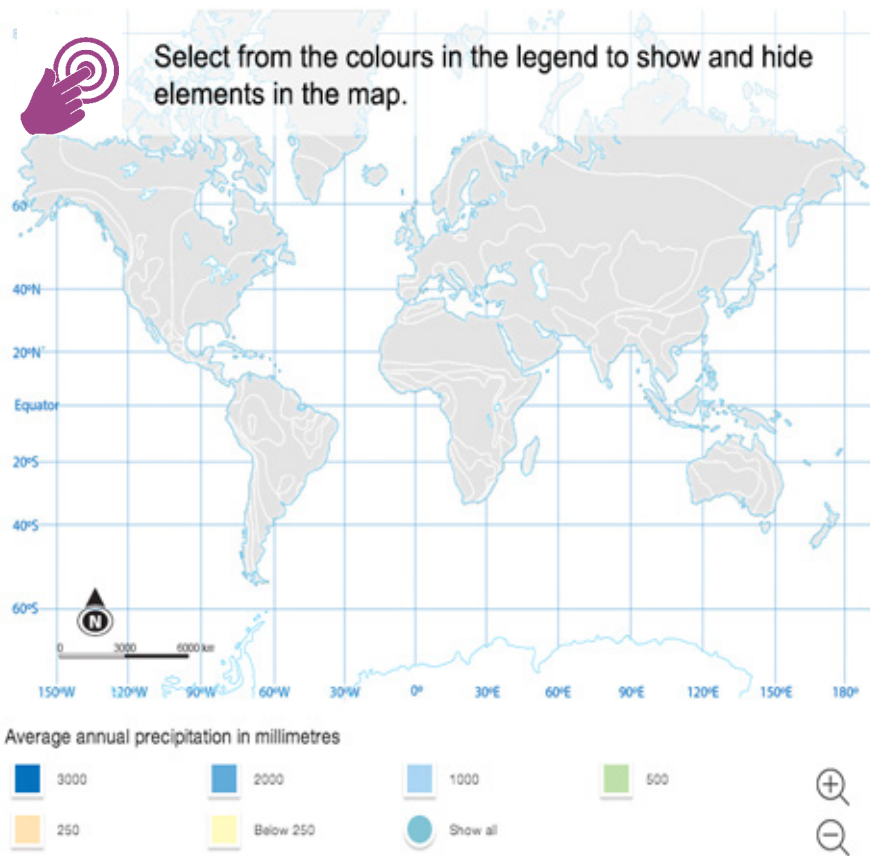 Select from the colours in the legend to show and hide
elements in the map.
60°
40°N
20°N
Equator
20°S
40°S
60°S
N
0 3000 6000 km
150°W 120°W 90°W 60°W 30°W 0° 30°E 60°E 90°E 120°E 150°E 180°
Average annual precipitation in millimetres
3000 2000 1000 500
250 Below 250 Show all